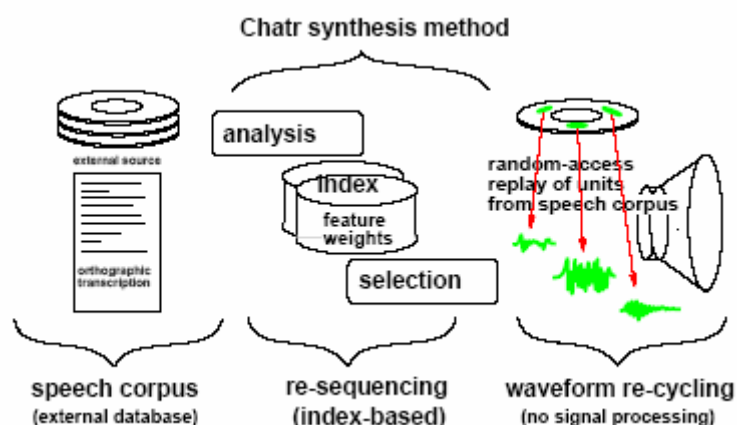 Chatr synthesis method
external source
orthographic
transcription
analysis
index
feature
weights
selection
random-access
replay of units
from speech corpus
speech corpus
(external database)
re-sequencing
(index-based)
waveform re-cycling
(no signal processing)